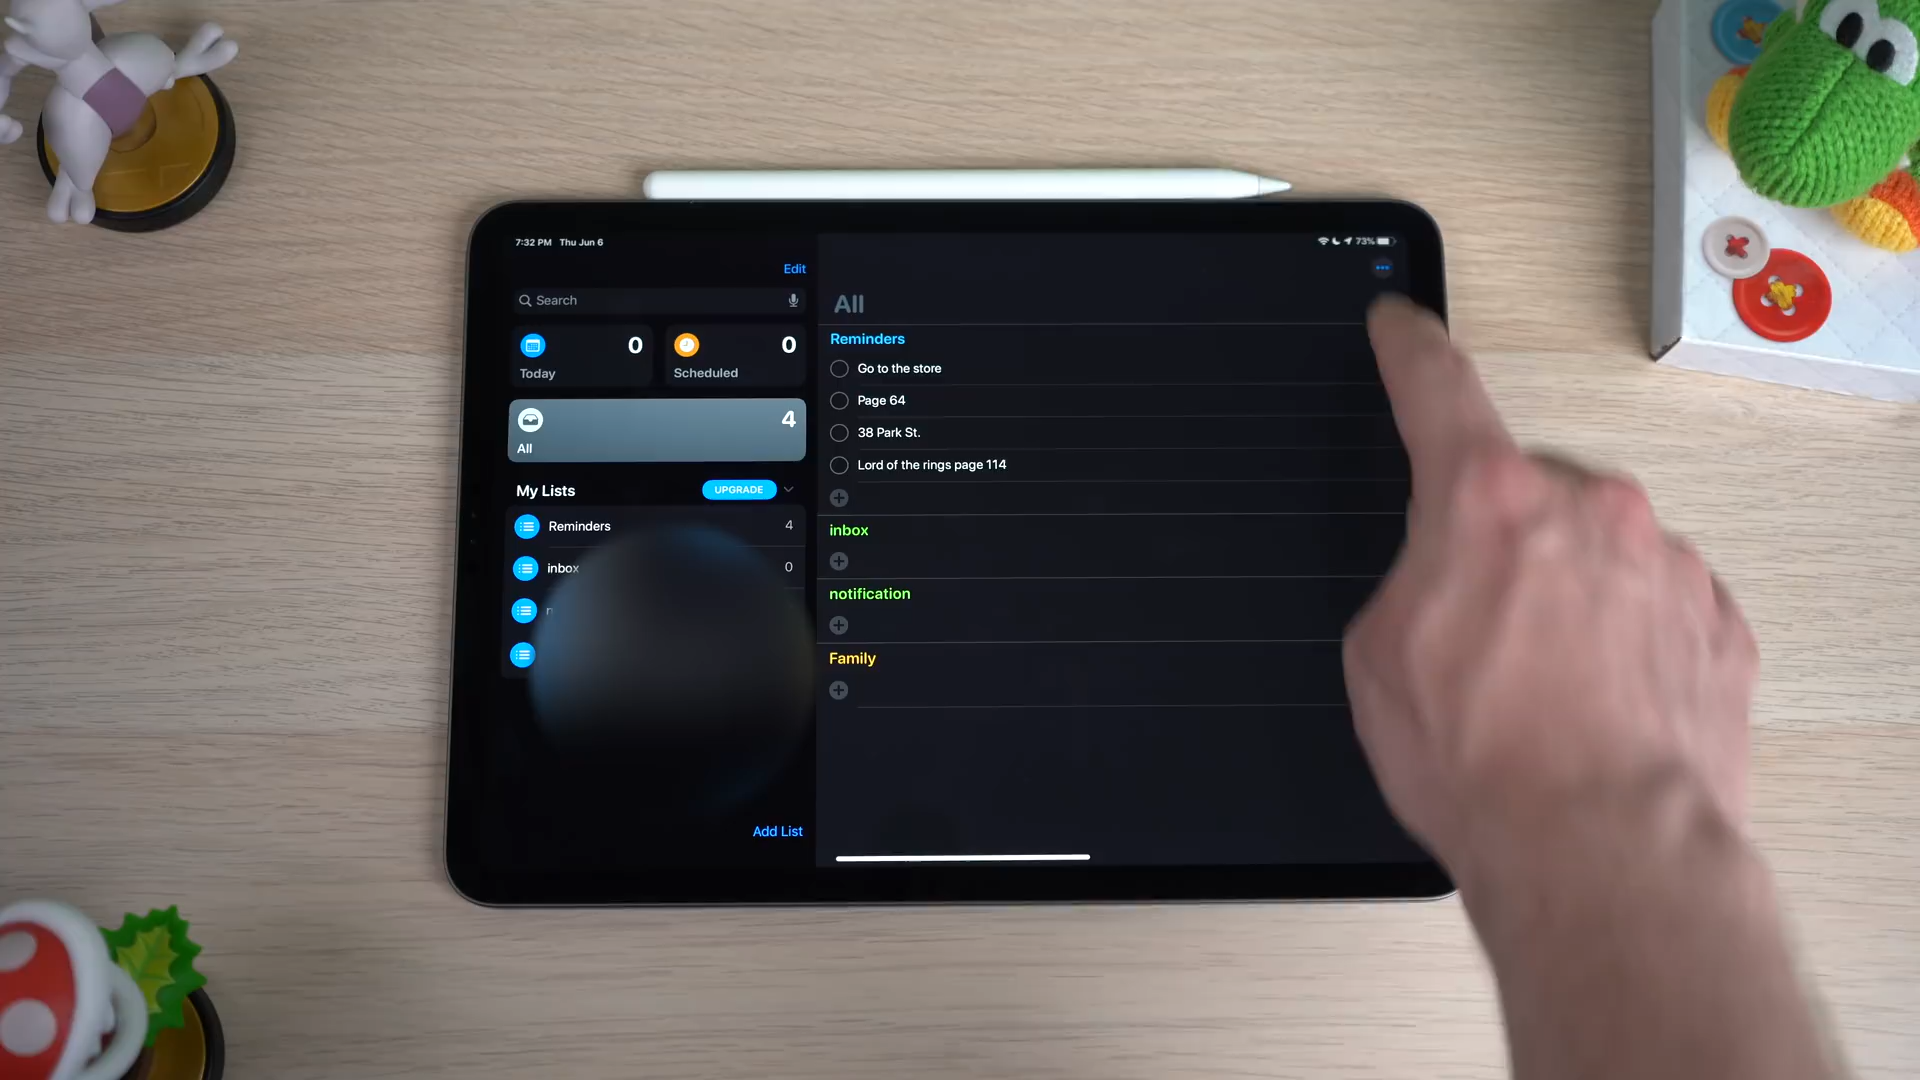 7:32 PM Thu Jun 6
73%
Edit
Search
0
Today
0
Scheduled
4
All
My Lists
UPGRADE
Reminders 4
inbox 0
Add List
All
Reminders
Go to the store
Page 64
38 Park St.
Lord of the rings page 114
inbox
notification
Family